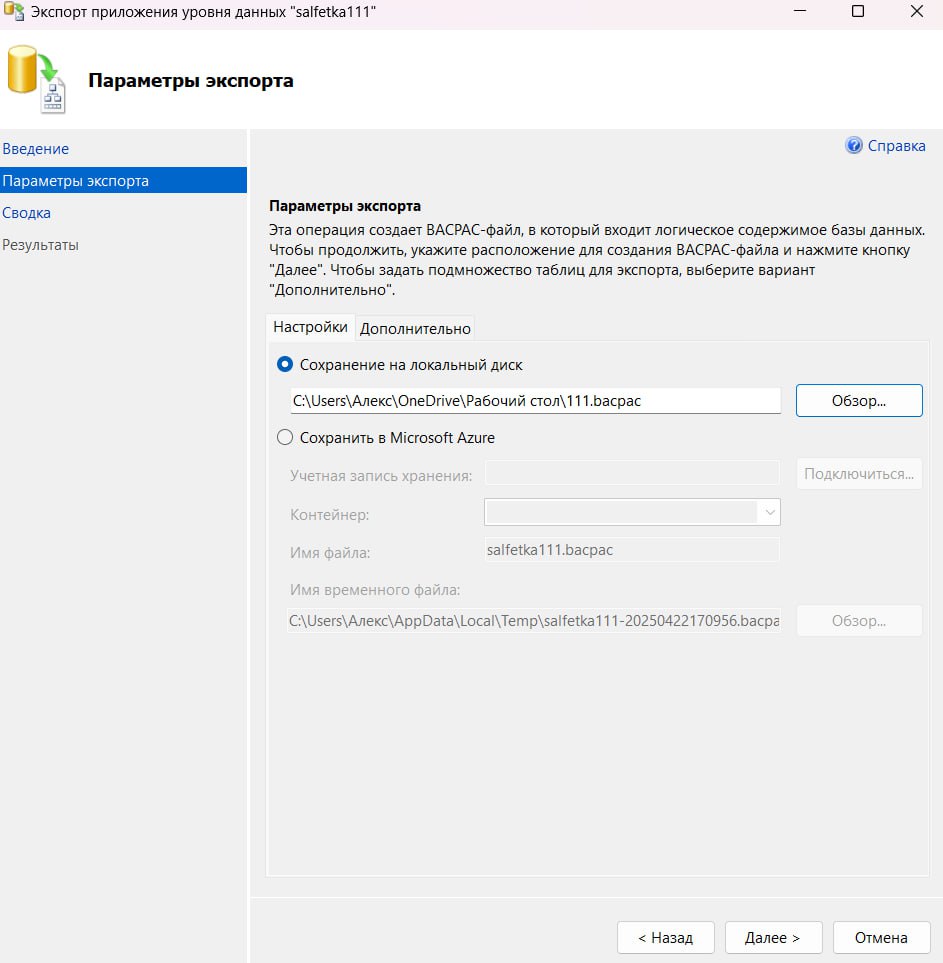 Экспорт приложения уровня данных "salfetka111"
Параметры экспорта
Введение
Параметры экспорта
Сводка
Результаты
Справка
Параметры экспорта
Эта операция создает BACPAC-файл, в который входит логическое содержимое базы данных.
Чтобы продолжить, укажите расположение для создания BACPAC-файла и нажмите кнопку
"Далее". Чтобы задать подмножество таблиц для экспорта, выберите вариант
"Дополнительно".
Настройки
Дополнительно
Сохранение на локальный диск
C:\Users\Алекс\OneDrive\Рабочий стол\111.bacpac
Обзор...
Сохранить в Microsoft Azure
Учетная запись хранения:
Подключиться...
Контейнер:
Имя файла:
salfetka111.bacpac
Имя временного файла:
C:\Users\Алекс\AppData\Local\Temp\salfetka111-20250422170956.bacpa
Обзор...
< Назад
Далее >
Отмена